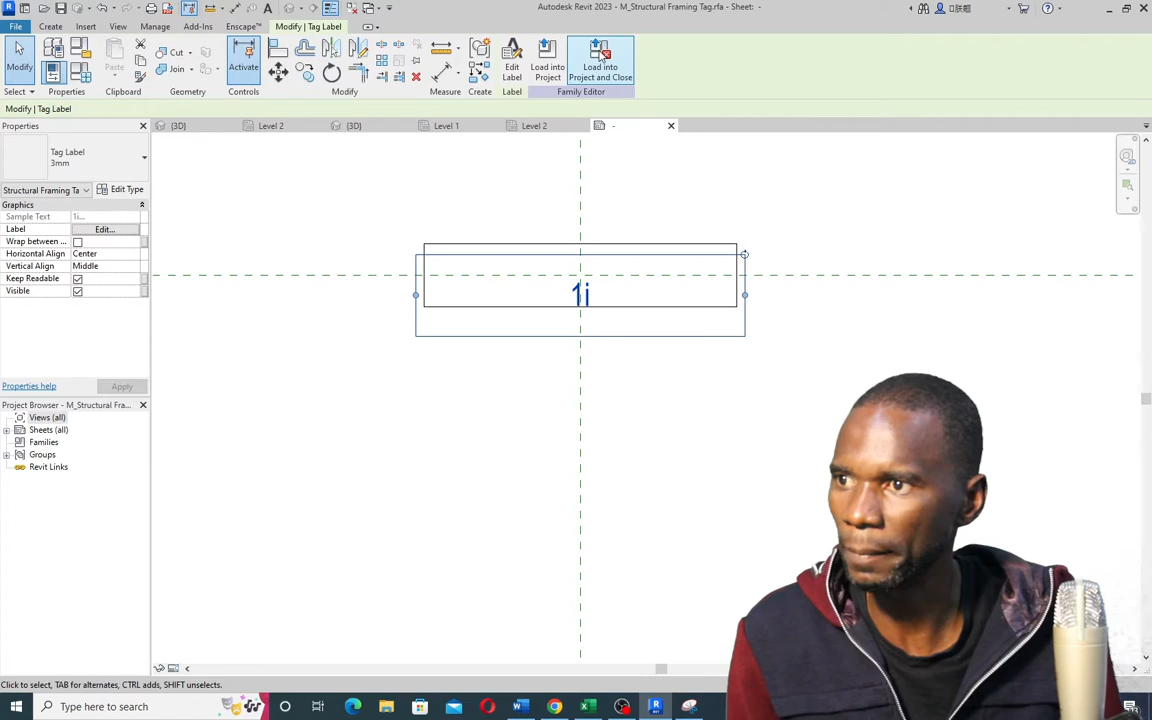 Autodesk Revit 2023 - M_Structural Framing Tag.rfa - Sheet: -
File Create Insert View Manage Add-Ins Enscape™ Modify | Tag Label
Modify
Paste
Cut
Join
Activate
Edit
Label
Load into
Project
Load into
Project and Close
Select Properties Clipboard Geometry Controls Modify Measure Create Label Family Editor
Modify | Tag Label
Properties
{3D} Level 2 {3D} Level 1 Level 2 -
Tag Label
3mm
Structural Framing Ta Edit Type
Graphics
Sample Text 1i...
Label Edit...
Wrap between ...
Horizontal Align Center
Vertical Align Middle
Keep Readable
Visible
1i
Properties help Apply
Project Browser - M_Structural Fra...
Views (all)
Sheets (all)
Families
Groups
Revit Links
Click to select, TAB for alternates, CTRL adds, SHIFT unselects.
Type here to search